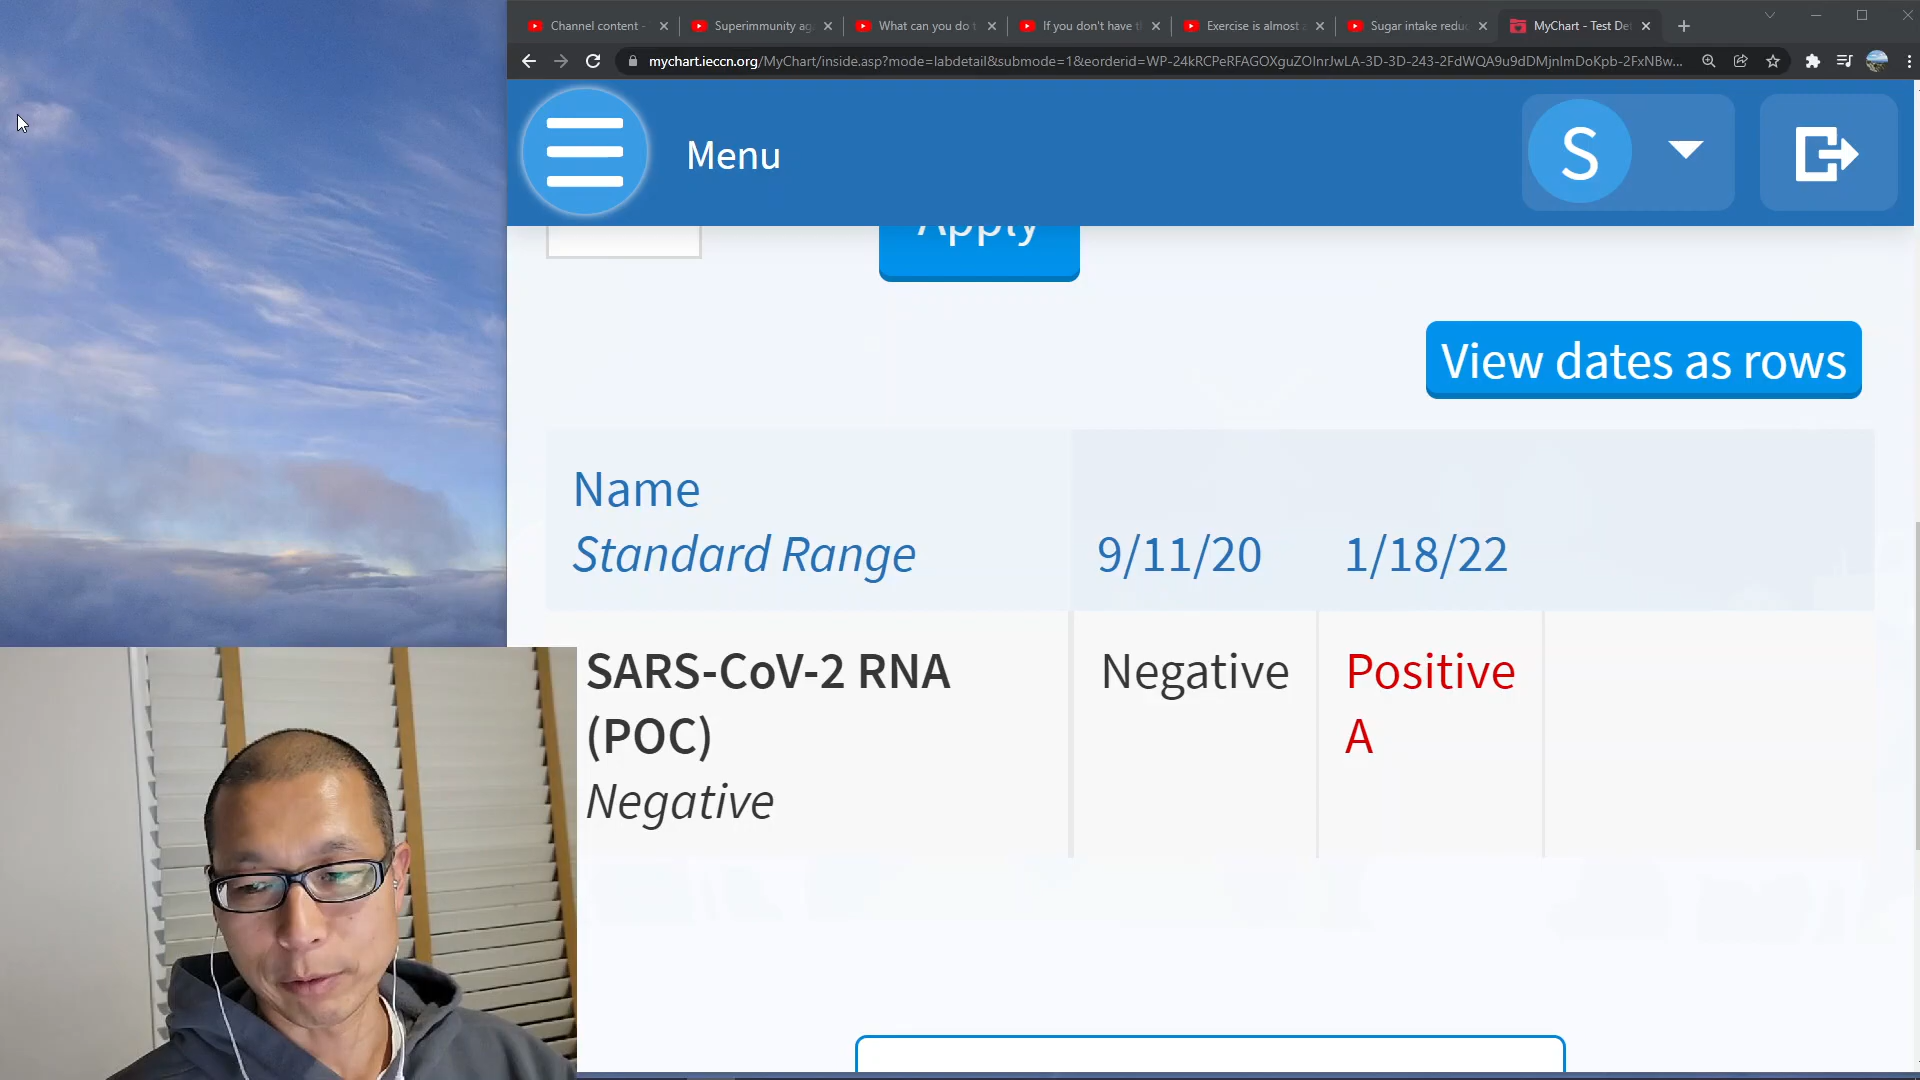 Channel content -
Superimmunity ag
What can you do t
If you don't have t
Exercise is almost a
Sugar intake redu
MyChart - Test Det
mychart.ieccn.org/MyChart/inside.asp?mode=labdetail&submode=1&eorderid=WP-24kRCPeRFAGOXguZOInrJwLA-3D-3D-243-2FdWQA9u9dDMjnlmDoKpb-2FxNBw...
Menu
S
Apply
View dates as rows
Name
Standard Range
9/11/20
1/18/22
SARS-CoV-2 RNA
(POC)
Negative
Negative
Positive
A